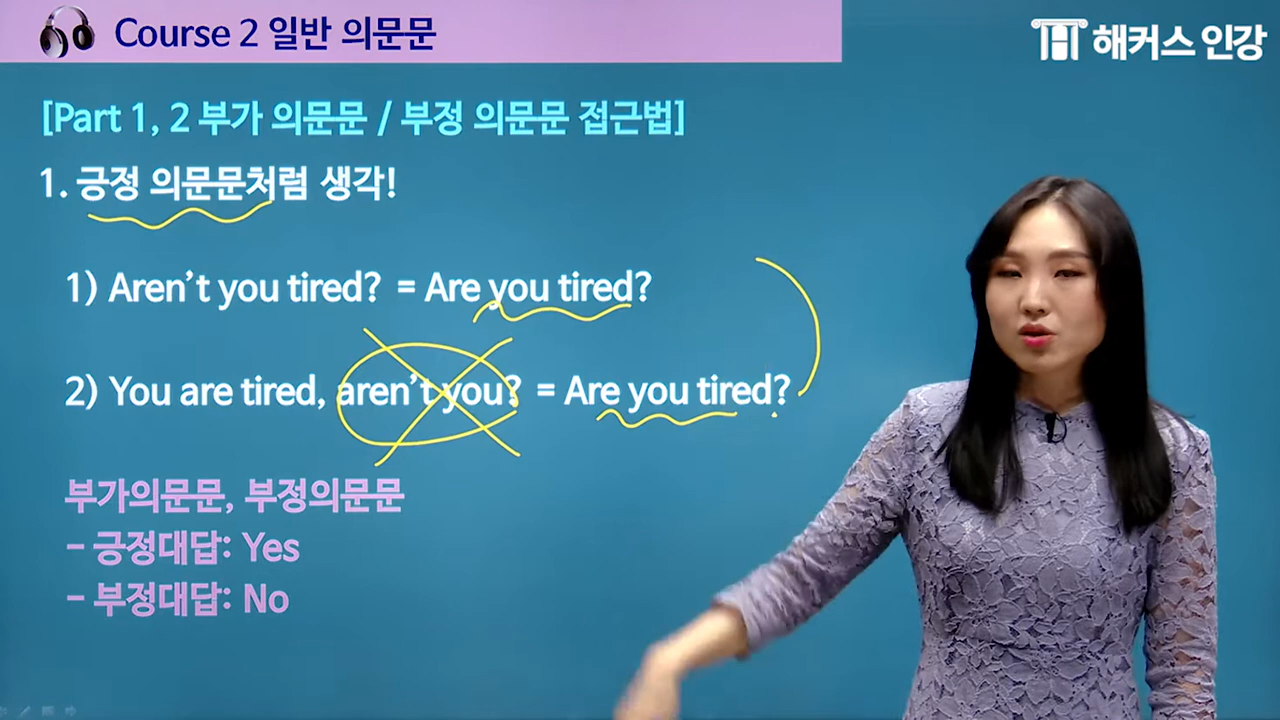 Course 2 일반 의문문
해커스 인강
[Part 1, 2 부가 의문문 / 부정 의문문 접근법]
1. 긍정 의문문처럼 생각!
1) Aren’t you tired? = Are you tired?
2) You are tired, aren’t you? = Are you tired?
부가의문문, 부정의문문
- 긍정대답: Yes
- 부정대답: No